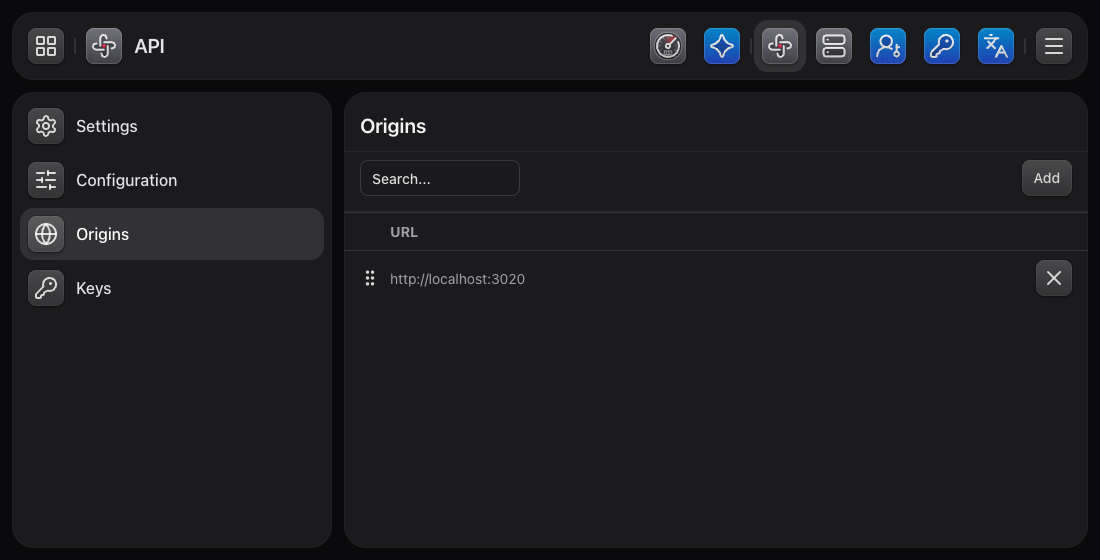 API
Settings
Configuration
Origins
Keys
Origins
Search...
Add
URL
http://localhost:3020